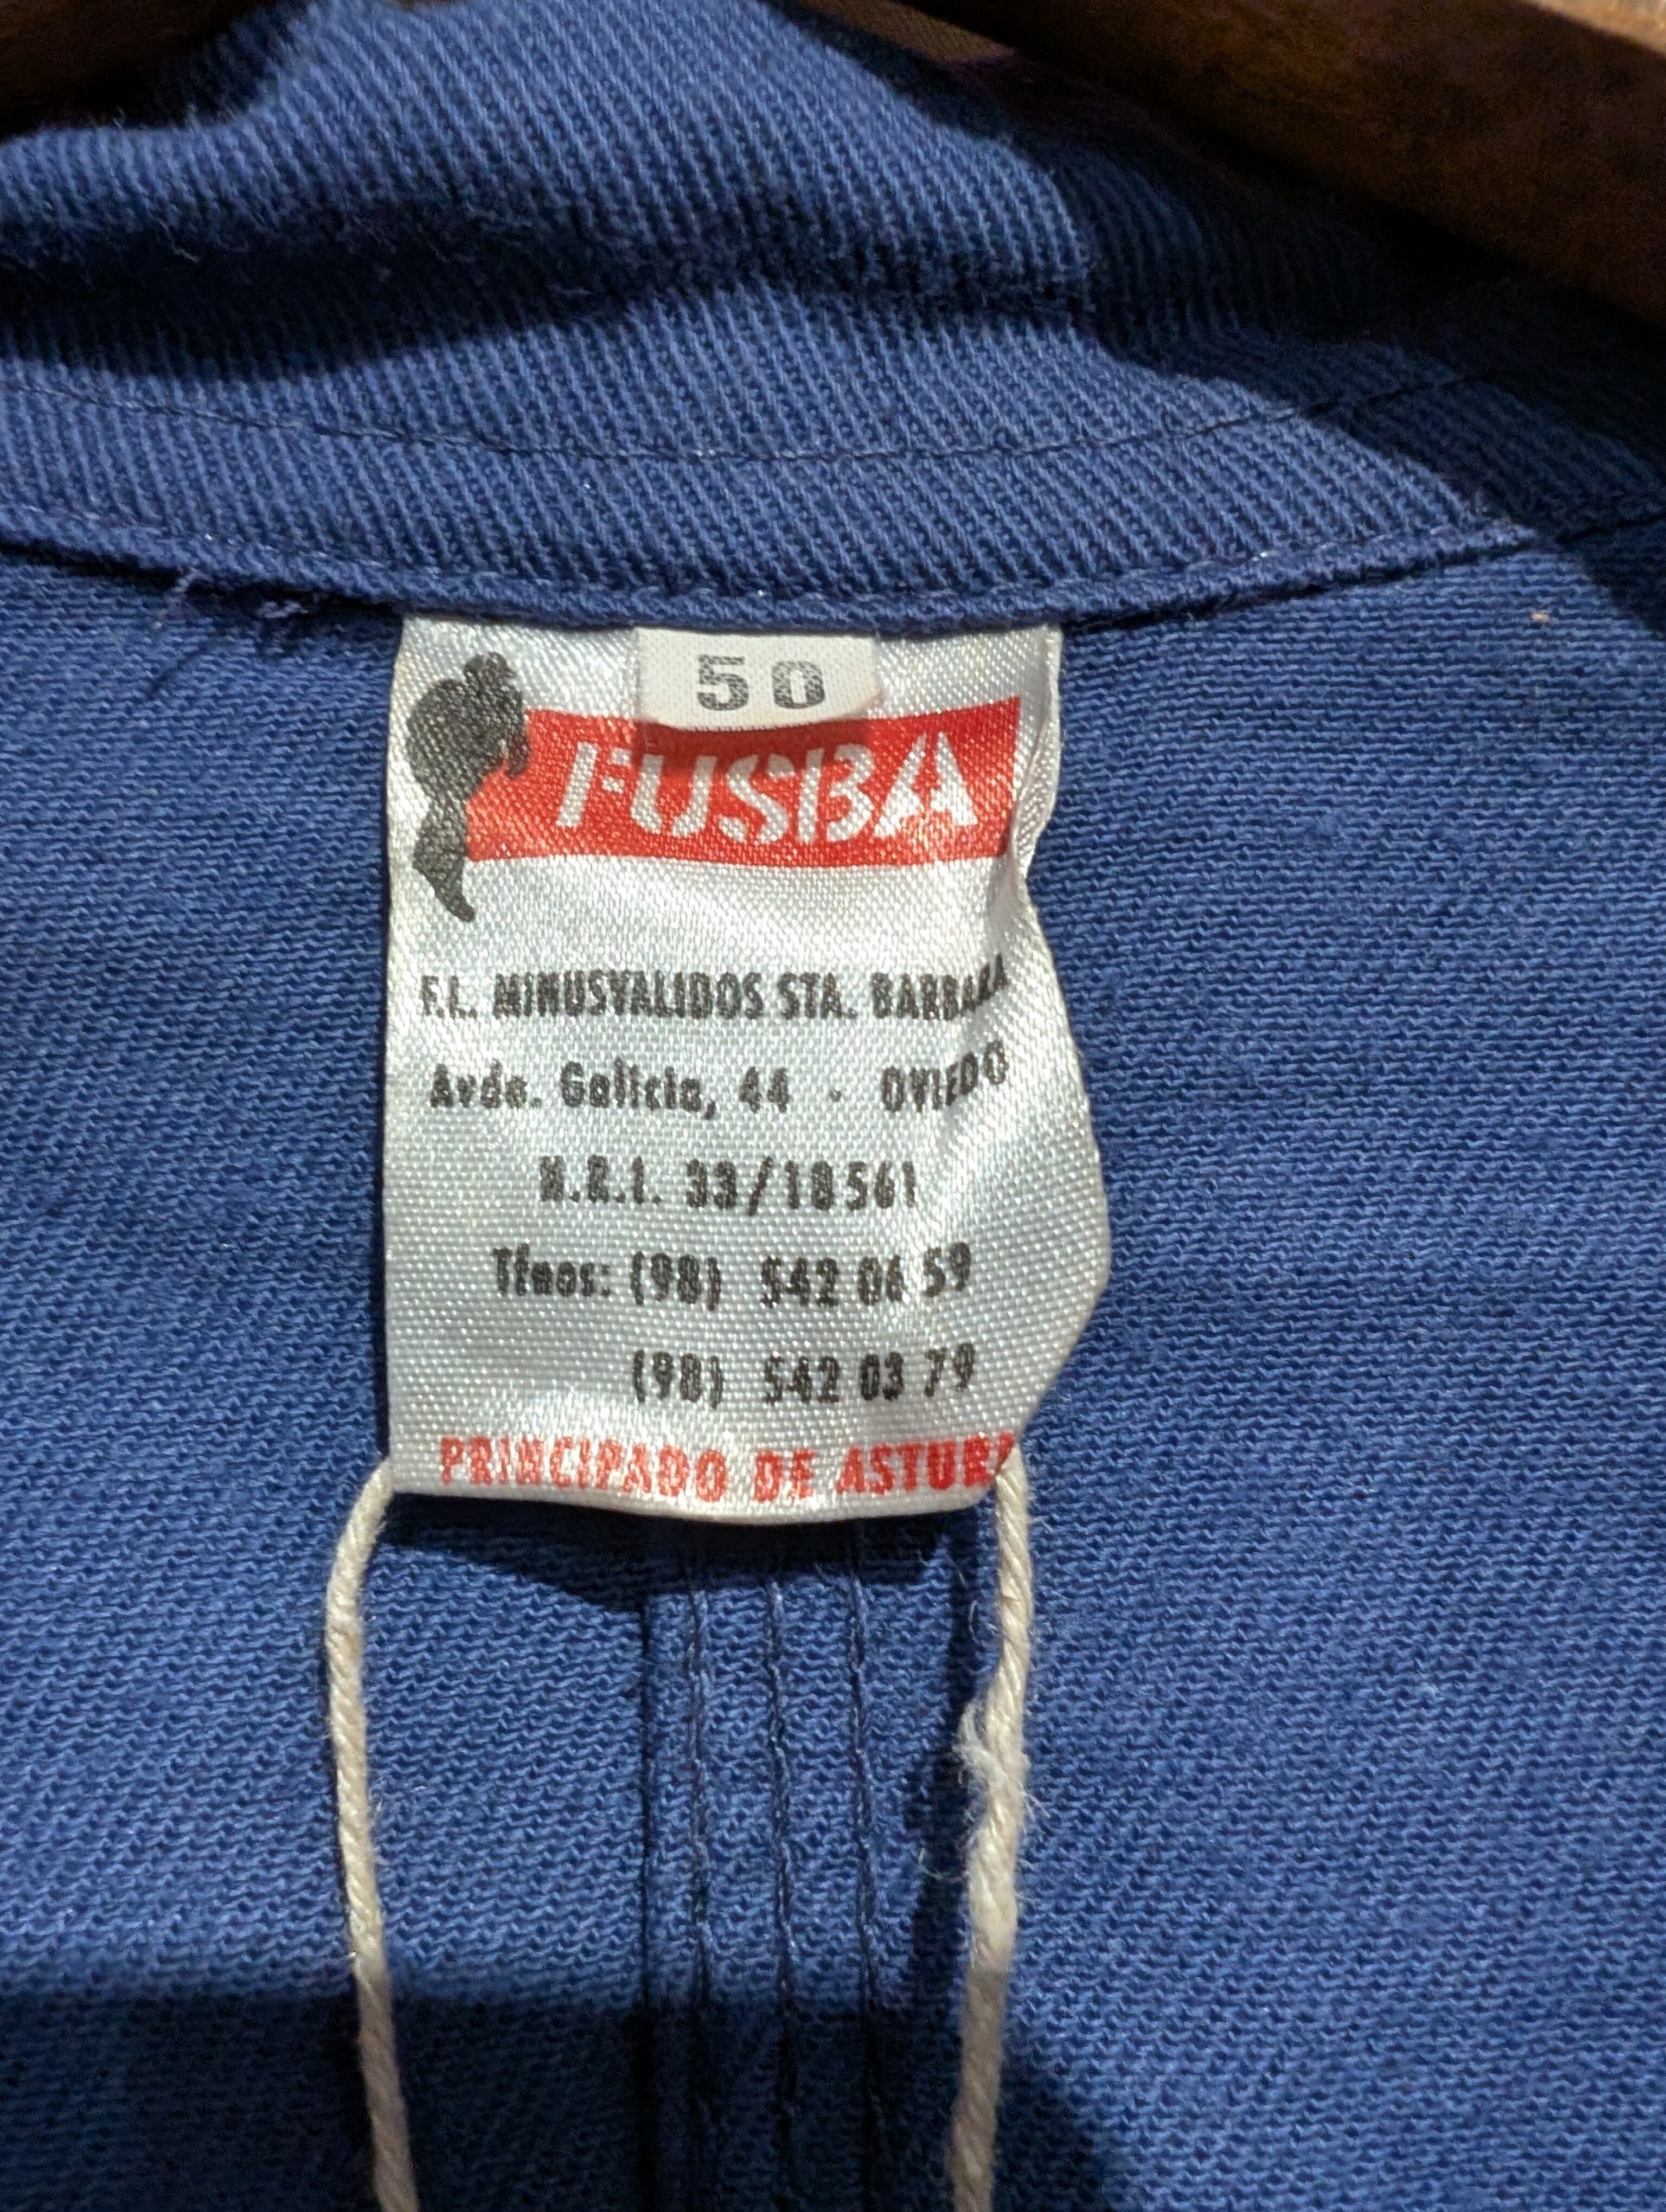 50
FUSBA
F.L. MINUSVALIDOS STA. BARBARA
Avda. Galicia, 44 - OVIEDO
N.R.I. 33/18561
Tfnos: (98) 542 06 59
(98) 542 03 79
PRINCIPADO DE ASTUR